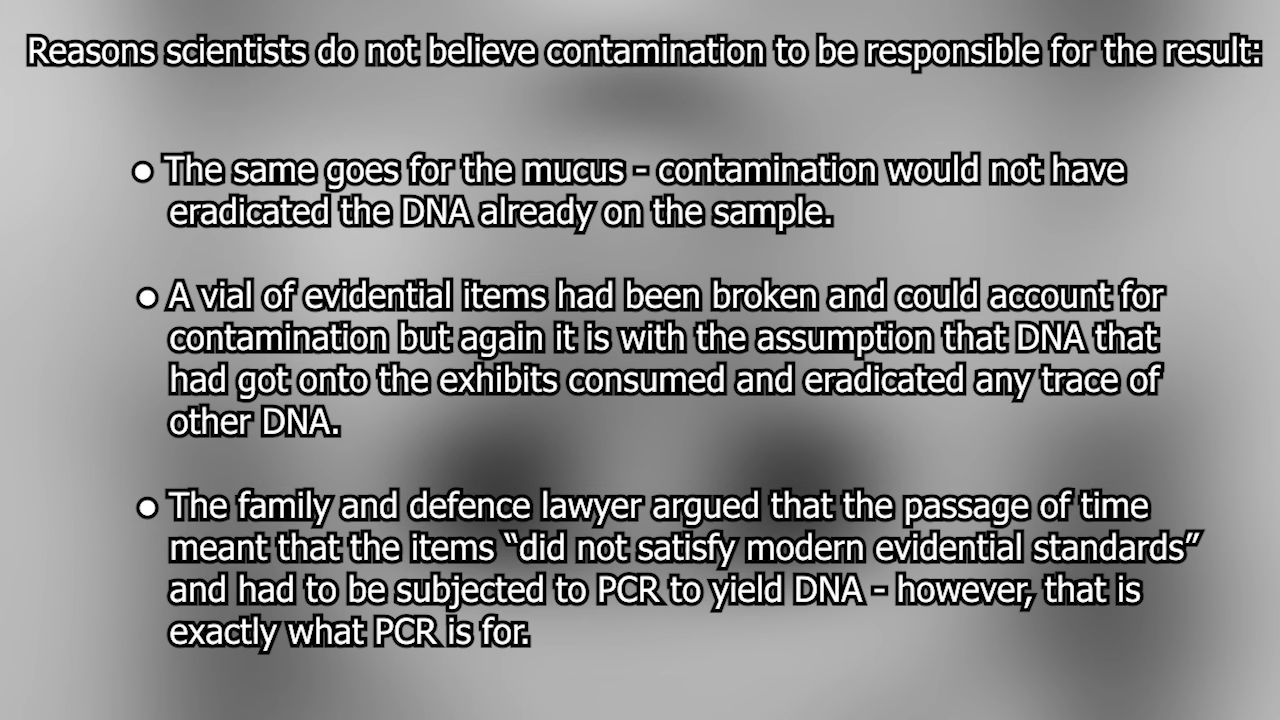 Reasons scientists do not believe contamination to be responsible for the result:
● The same goes for the mucus - contamination would not have
eradicated the DNA already on the sample.
● A vial of evidential items had been broken and could account for
contamination but again it is with the assumption that DNA that
had got onto the exhibits consumed and eradicated any trace of
other DNA.
● The family and defence lawyer argued that the passage of time
meant that the items “did not satisfy modern evidential standards”
and had to be subjected to PCR to yield DNA - however, that is
exactly what PCR is for.